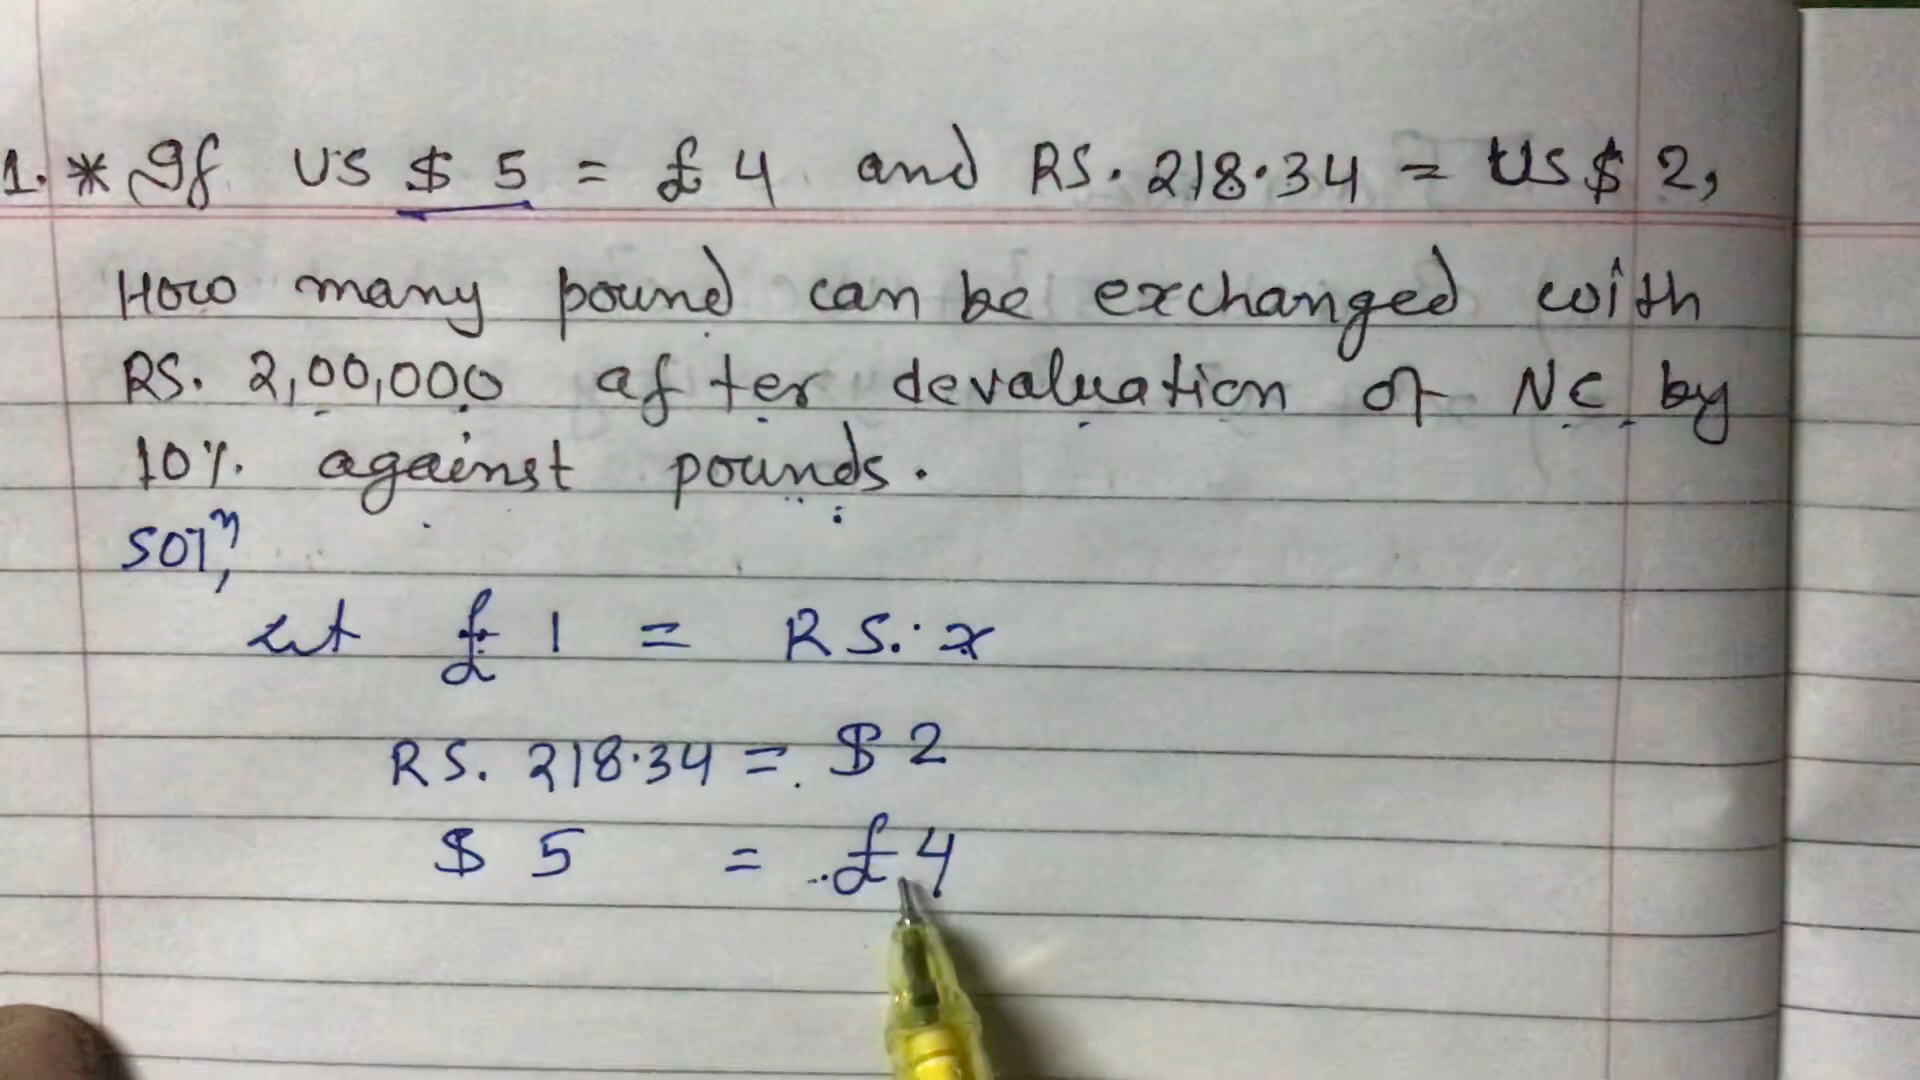 1. * If US $ 5 = £ 4 and RS. 218.34 = US $ 2,
How many pound can be exchanged with
RS. 2,00,000 after devaluation of NC by
10%. against pounds.
Solⁿ,
Let £ 1 = RS. x
RS. 218.34 = $ 2
$ 5 = £ 4